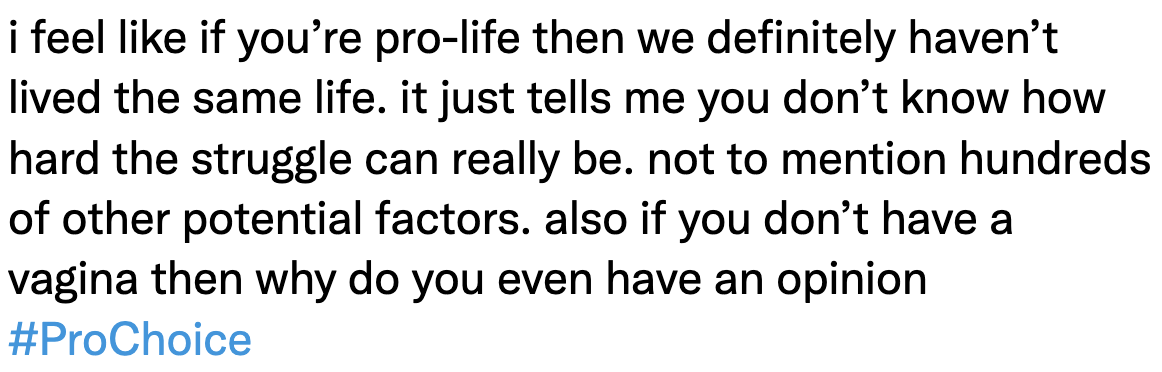 i feel like if you’re pro-life then we definitely haven’t
lived the same life. it just tells me you don’t know how
hard the struggle can really be. not to mention hundreds
of other potential factors. also if you don’t have a
vagina then why do you even have an opinion
#ProChoice